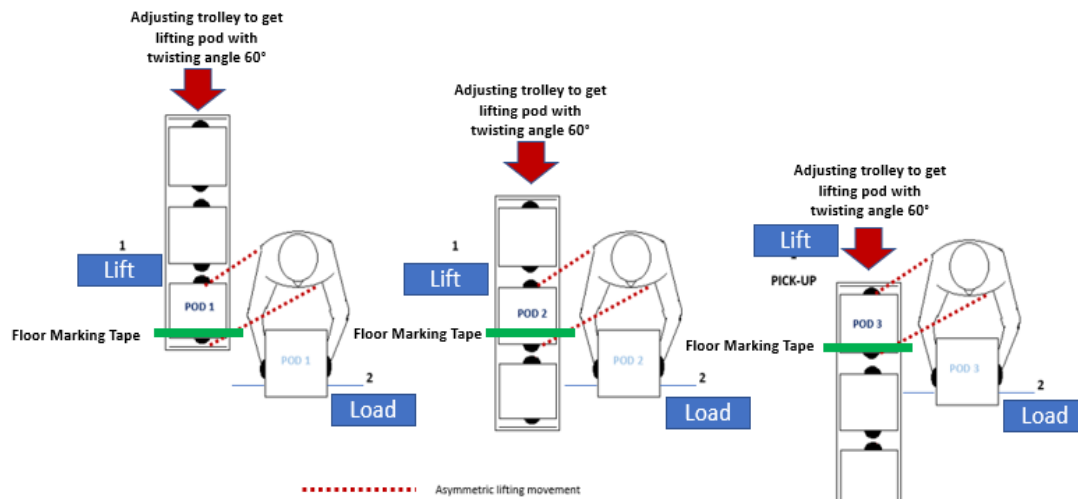 Adjusting trolley to get
lifting pod with
twisting angle 60°
1
Lift
POD 1
Floor Marking Tape
POD 1
2
Load
Adjusting trolley to get
lifting pod with
twisting angle 60°
1
Lift
POD 2
Floor Marking Tape
POD 2
2
Load
Adjusting trolley to get
lifting pod with
twisting angle 60°
Lift
PICK-UP
POD 3
Floor Marking Tape
POD 3
2
Load
Asymmetric lifting movement